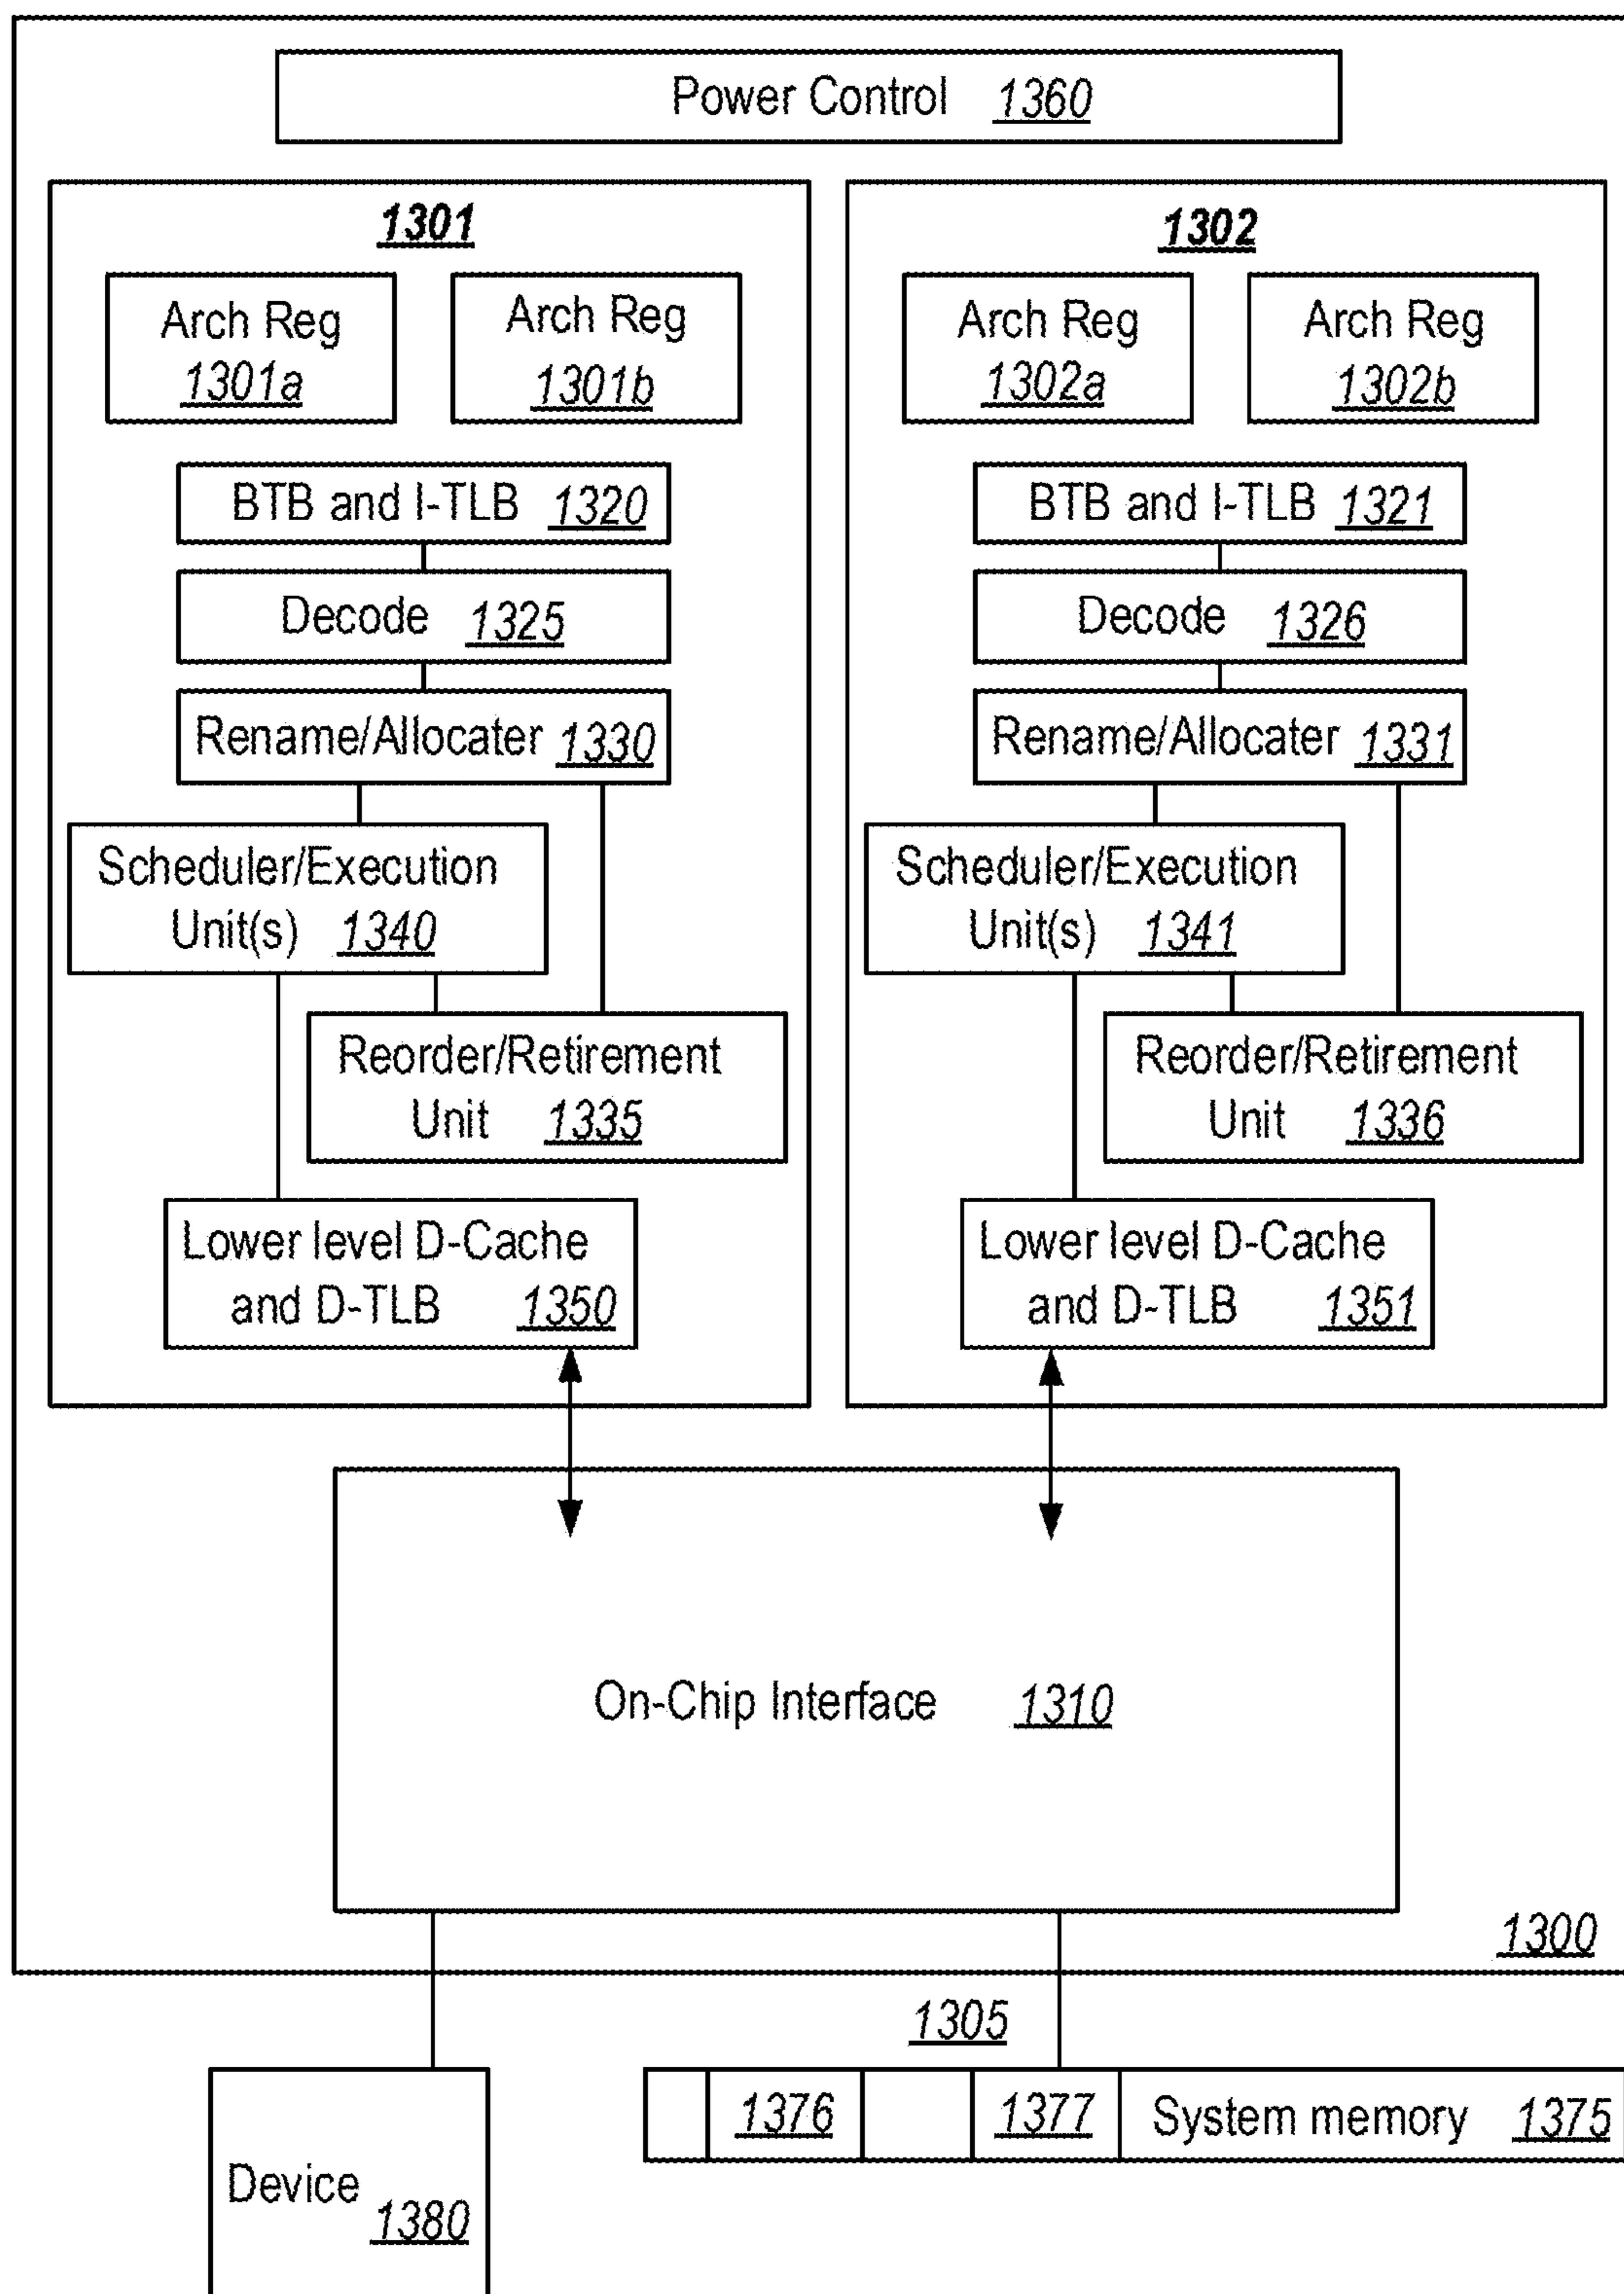 Power Control 1360
1301
Arch Reg
1301a
Arch Reg
1301b
BTB and I-TLB 1320
Decode 1325
Rename/Allocater 1330
Scheduler/Execution
Unit(s) 1340
Reorder/Retirement
Unit 1335
Lower level D-Cache
and D-TLB 1350
1302
Arch Reg
1302a
Arch Reg
1302b
BTB and I-TLB 1321
Decode 1326
Rename/Allocater 1331
Scheduler/Execution
Unit(s) 1341
Reorder/Retirement
Unit 1336
Lower level D-Cache
and D-TLB 1351
On-Chip Interface 1310
1300
1305
1376
1377
System memory 1375
Device 1380